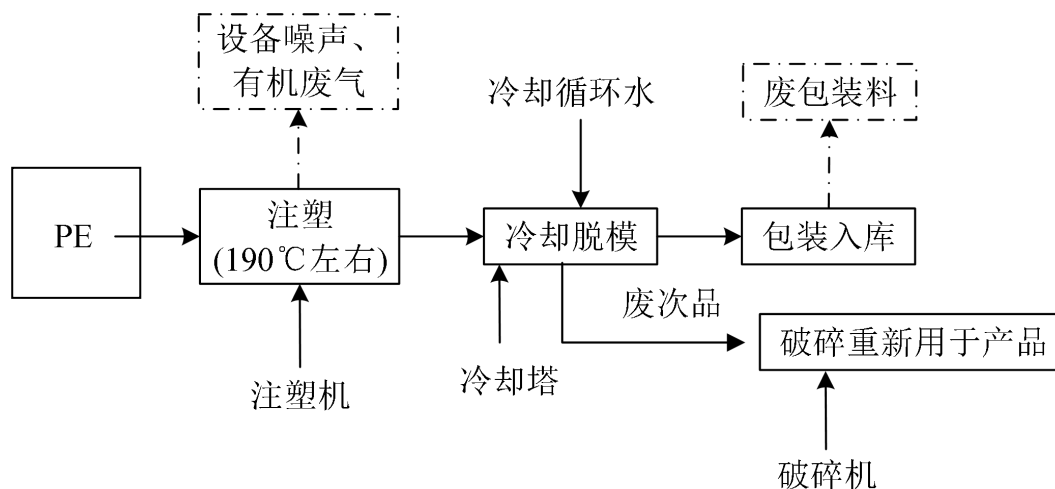 设备噪声、
有机废气
冷却循环水
废包装料
PE
注塑
(190℃左右)
冷却脱模
包装入库
废次品
破碎重新用于产品
注塑机
冷却塔
破碎机